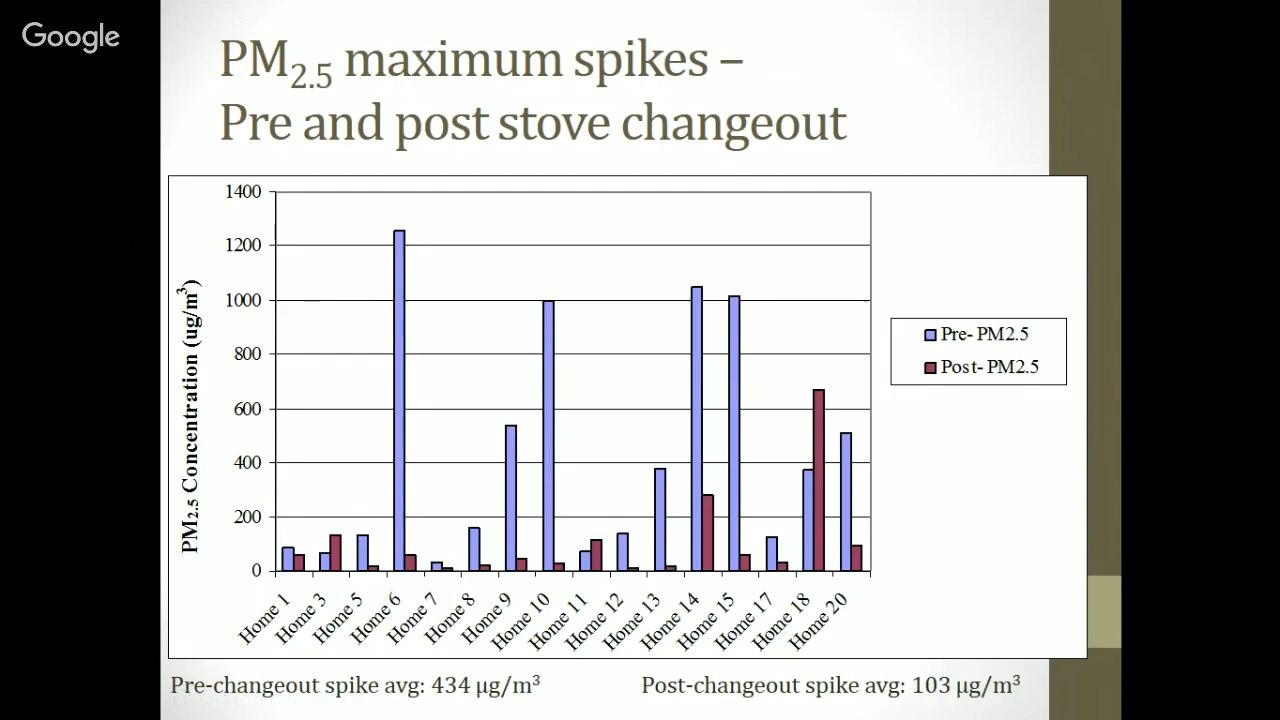 Google
PM2.5 maximum spikes –
Pre and post stove changeout
1400
1200
1000
800
600
400
200
0
PM2.5 Concentration (ug/m3)
Home 1
Home 3
Home 5
Home 6
Home 7
Home 8
Home 9
Home 10
Home 11
Home 12
Home 13
Home 14
Home 15
Home 17
Home 18
Home 20
Pre- PM2.5
Post- PM2.5
Pre-changeout spike avg: 434 µg/m³
Post-changeout spike avg: 103 µg/m³